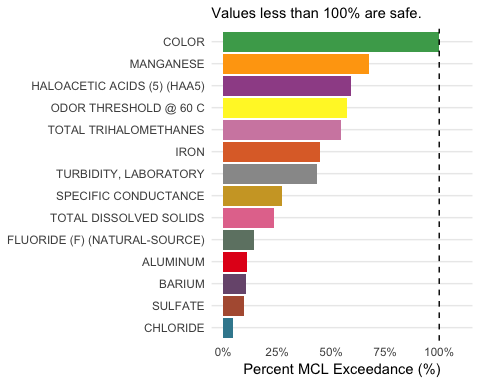 Values less than 100% are safe.
COLOR
MANGANESE
HALOACETIC ACIDS (5) (HAA5)
ODOR THRESHOLD @ 60 C
TOTAL TRIHALOMETHANES
IRON
TURBIDITY, LABORATORY
SPECIFIC CONDUCTANCE
TOTAL DISSOLVED SOLIDS
FLUORIDE (F) (NATURAL-SOURCE)
ALUMINUM
BARIUM
SULFATE
CHLORIDE
0% 25% 50% 75% 100%
Percent MCL Exceedance (%)